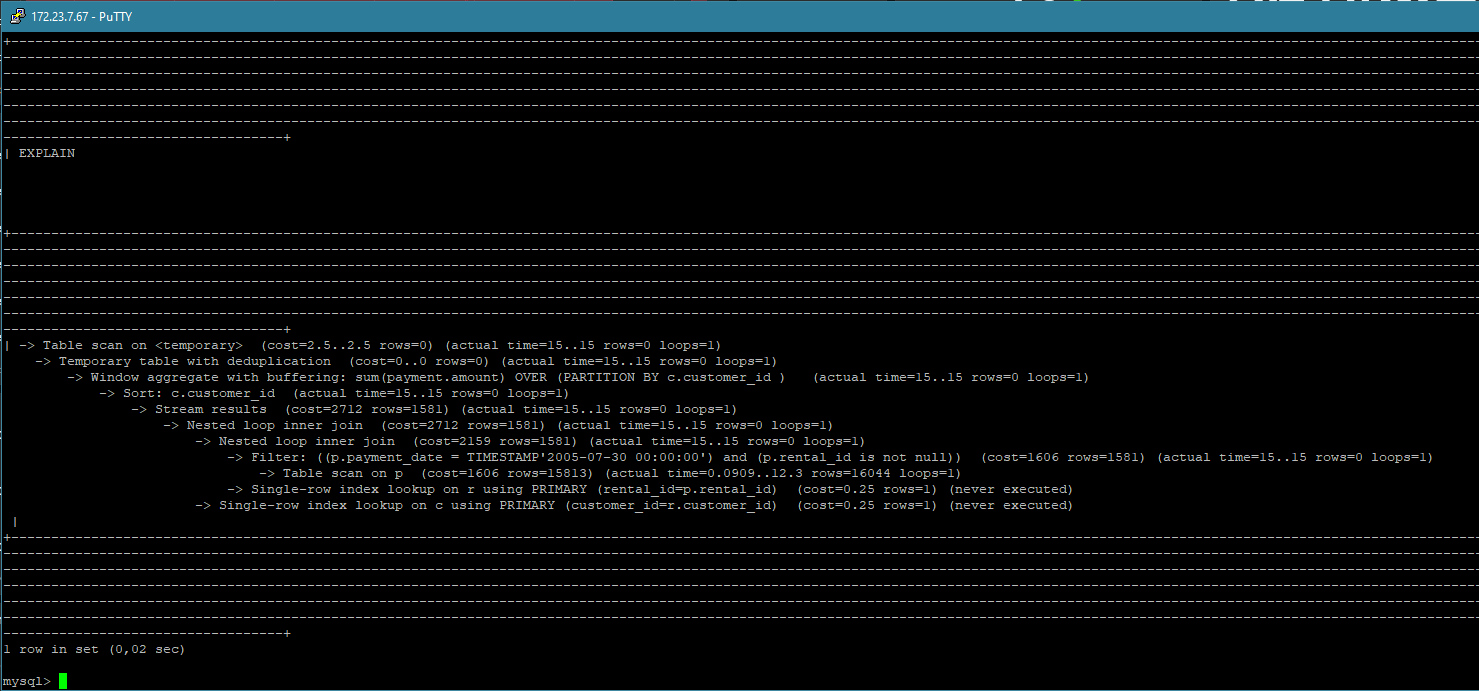 172.23.7.67 - PuTTY
| EXPLAIN
| -> Table scan on <temporary>  (cost=2.5..2.5 rows=0) (actual time=15..15 rows=0 loops=1)
    -> Temporary table with deduplication  (cost=0..0 rows=0) (actual time=15..15 rows=0 loops=1)
        -> Window aggregate with buffering: sum(payment.amount) OVER (PARTITION BY c.customer_id )   (actual time=15..15 rows=0 loops=1)
            -> Sort: c.customer_id  (actual time=15..15 rows=0 loops=1)
                -> Stream results  (cost=2712 rows=1581) (actual time=15..15 rows=0 loops=1)
                    -> Nested loop inner join  (cost=2712 rows=1581) (actual time=15..15 rows=0 loops=1)
                        -> Nested loop inner join  (cost=2159 rows=1581) (actual time=15..15 rows=0 loops=1)
                            -> Filter: ((p.payment_date = TIMESTAMP'2005-07-30 00:00:00') and (p.rental_id is not null))  (cost=1606 rows=1581) (actual time=15..15 rows=0 loops=1)
                                -> Table scan on p  (cost=1606 rows=15813) (actual time=0.0909..12.3 rows=16044 loops=1)
                            -> Single-row index lookup on r using PRIMARY (rental_id=p.rental_id)  (cost=0.25 rows=1) (never executed)
                        -> Single-row index lookup on c using PRIMARY (customer_id=r.customer_id)  (cost=0.25 rows=1) (never executed)
 |
1 row in set (0,02 sec)
mysql>